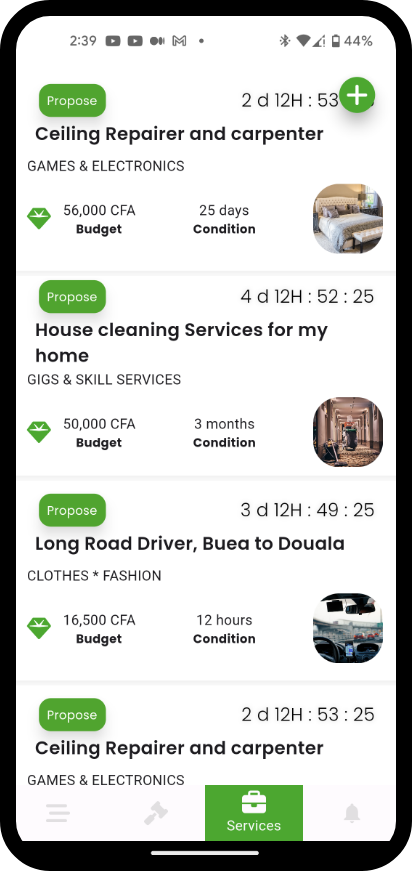 2:39 44%
Propose 2 d 12H : 53
Ceiling Repairer and carpenter
GAMES & ELECTRONICS
56,000 CFA 25 days
Budget Condition
Propose 4 d 12H : 52 : 25
House cleaning Services for my
home
GIGS & SKILL SERVICES
50,000 CFA 3 months
Budget Condition
Propose 3 d 12H : 49 : 25
Long Road Driver, Buea to Douala
CLOTHES * FASHION
16,500 CFA 12 hours
Budget Condition
Propose 2 d 12H : 53 : 25
Ceiling Repairer and carpenter
GAMES & ELECTRONICS
Services